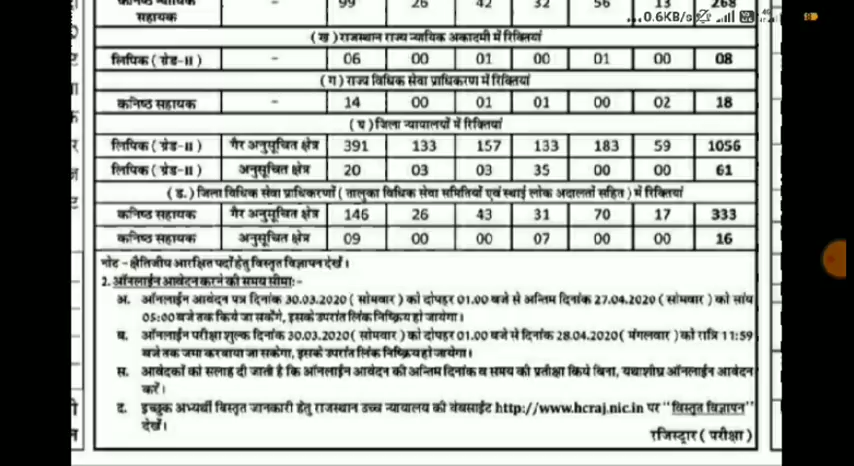 कनिष्ठ न्यायिक सहायक 99 26 42 32 56 13 268
...0.6KB/s
(ख) राजस्थान राज्य न्यायिक अकादमी में रिक्तियां
लिपिक (ग्रेड-II) - 06 00 01 00 01 00 08
(ग) राज्य विधिक सेवा प्राधिकरण में रिक्तियां
कनिष्ठ सहायक - 14 00 01 01 00 02 18
(घ) जिला न्यायालयों में रिक्तियां
लिपिक (ग्रेड-II) गैर अनुसूचित क्षेत्र 391 133 157 133 183 59 1056
लिपिक (ग्रेड-II) अनुसूचित क्षेत्र 20 03 03 35 00 00 61
(ड.) जिला विधिक सेवा प्राधिकरणों (तालुका विधिक सेवा समितियों एवं स्थाई लोक अदालतों सहित) में रिक्तियां
कनिष्ठ सहायक गैर अनुसूचित क्षेत्र 146 26 43 31 70 17 333
कनिष्ठ सहायक अनुसूचित क्षेत्र 09 00 00 07 00 00 16
नोट - क्षैतिजीय आरक्षित पदों हेतु विस्तृत विज्ञापन देखें।
2. ऑनलाईन आवेदन करने की समय सीमा:-
अ. ऑनलाईन आवेदन पत्र दिनांक 30.03.2020 (सोमवार) को दोपहर 01.00 बजे से अन्तिम दिनांक 27.04.2020 (सोमवार) को सांय
05:00 बजे तक किये जा सकेंगे, इसके उपरांत लिंक निष्क्रिय हो जायेगा।
ब. ऑनलाईन परीक्षा शुल्क दिनांक 30.03.2020 (सोमवार) को दोपहर 01.00 बजे से दिनांक 28.04.2020 (मंगलवार) को रात्रि 11:59
बजे तक जमा करवाया जा सकेगा, इसके उपरांत लिंक निष्क्रिय हो जायेगा।
स. आवेदकों को सलाह दी जाती है कि ऑनलाईन आवेदन की अन्तिम दिनांक व समय की प्रतीक्षा किये बिना, यथाशीघ्र ऑनलाईन आवेदन
करें।
द. इच्छुक अभ्यर्थी विस्तृत जानकारी हेतु राजस्थान उच्च न्यायालय की वेबसाईट http://www.hcraj.nic.in पर "विस्तृत विज्ञापन"
देखें।
रजिस्ट्रार (परीक्षा)